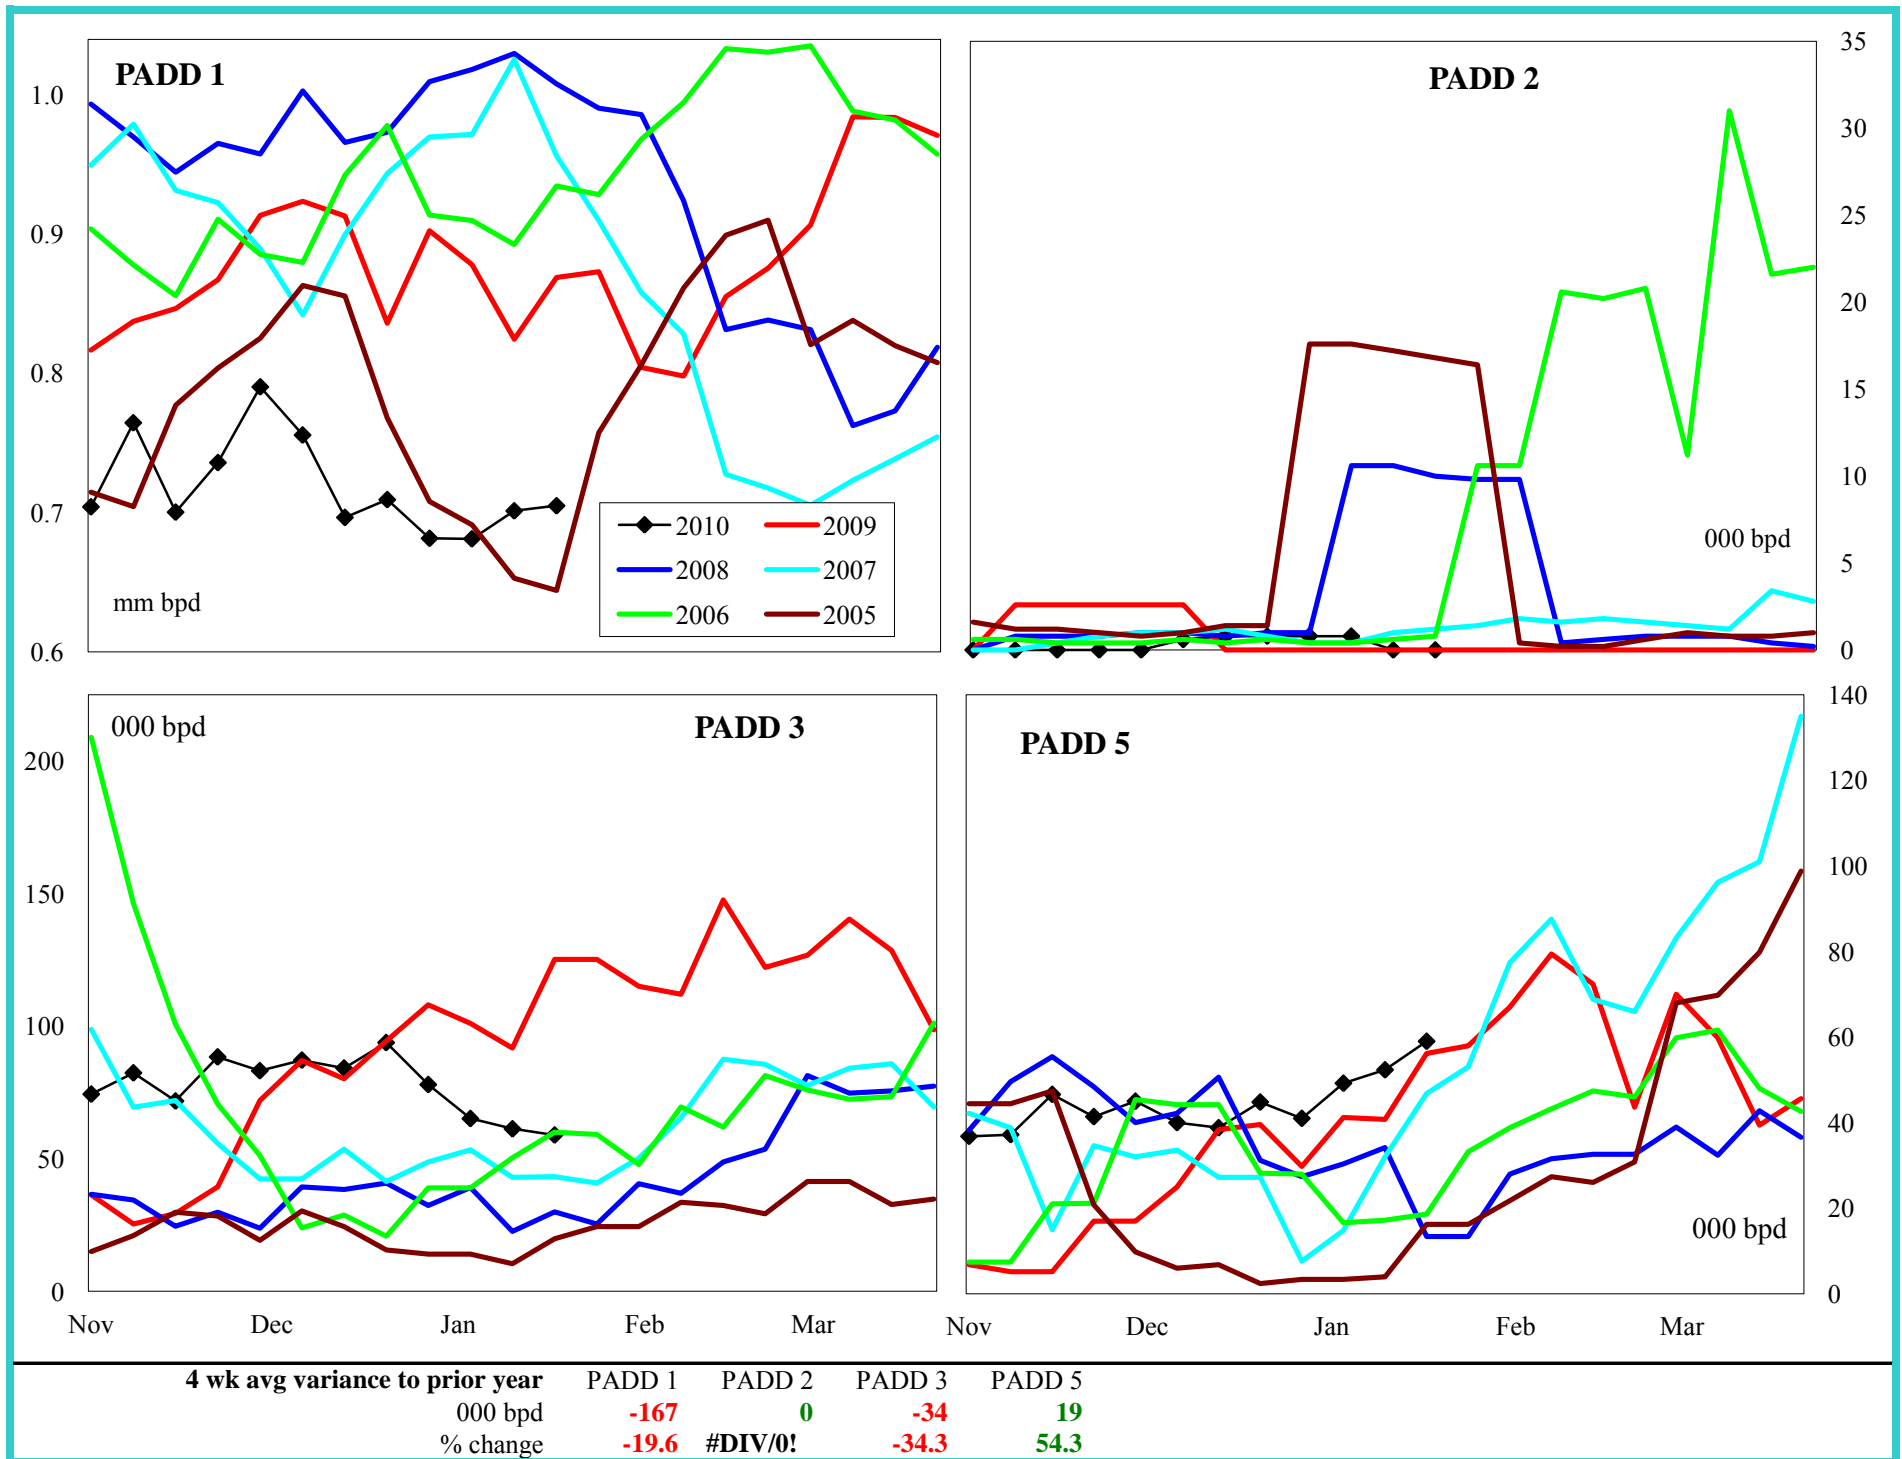 PADD 1
1.0
0.9
0.8
0.7
0.6
mm bpd
2010 2009
2008 2007
2006 2005
PADD 2
35
30
25
20
15
10
5
0
000 bpd
PADD 3
000 bpd
200
150
100
50
0
Nov Dec Jan Feb Mar
PADD 5
140
120
100
80
60
40
20
0
000 bpd
Nov Dec Jan Feb Mar
4 wk avg variance to prior year PADD 1 PADD 2 PADD 3 PADD 5
000 bpd -167 0 -34 19
% change -19.6 #DIV/0! -34.3 54.3